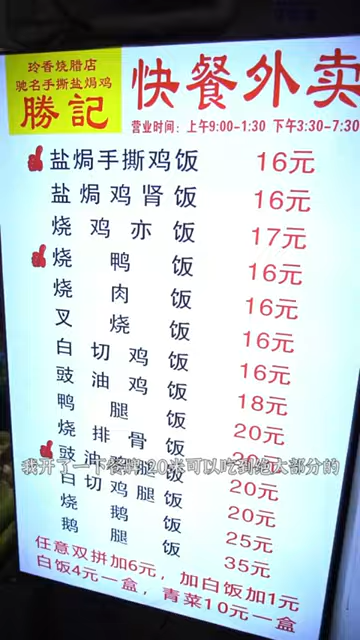 玲香烧腊店
驰名手撕盐焗鸡
勝記
快餐外卖
营业时间：上午9:00-1:30 下午3:30-7:30
盐焗手撕鸡饭 16元
盐焗鸡肾饭 16元
烧鸡亦饭 17元
烧鸭饭 16元
烧肉饭 16元
叉烧饭 16元
白切鸡饭 16元
豉油鸡饭 18元
鸭腿饭 20元
烧排骨饭 20元
我开了一下餐牌 20米可以吃到绝大部分的
豉油鸡腿饭 20元
白切鸡腿饭 20元
烧鹅饭 25元
鹅腿饭 35元
任意双拼加6元，加白饭加1元
白饭4元一盒，青菜10元一盒